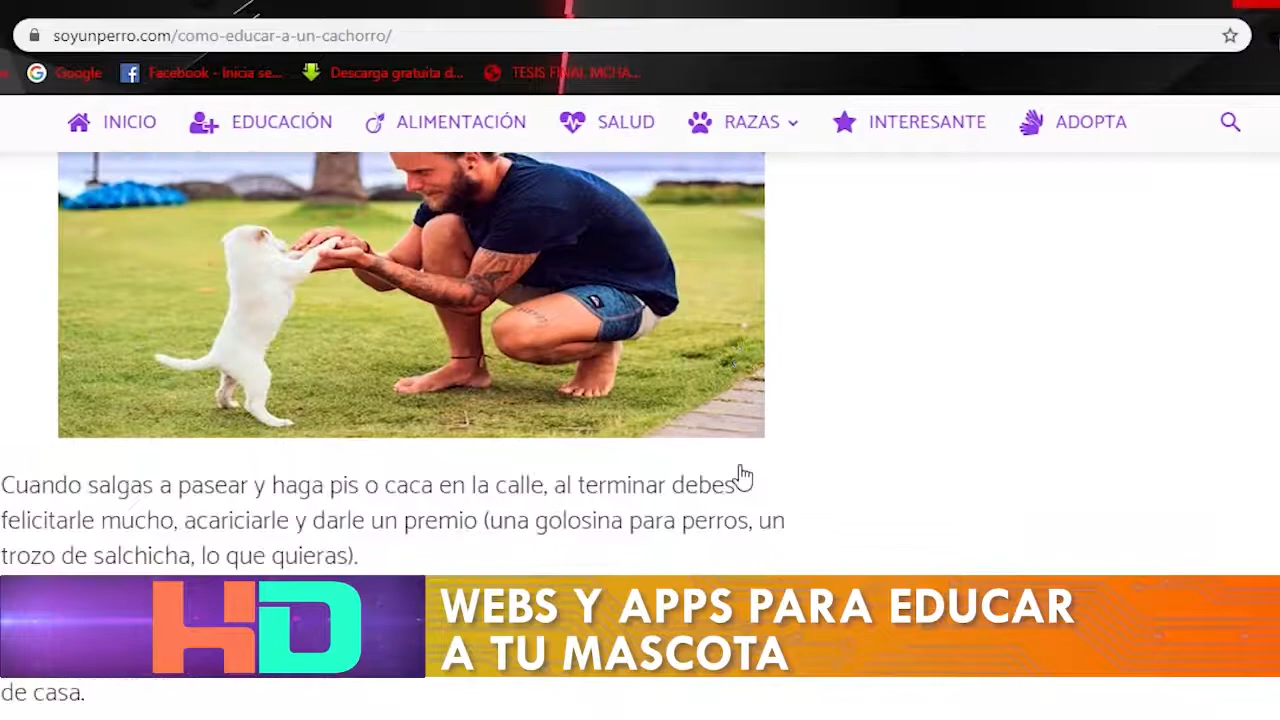 soyunperro.com/como-educar-a-un-cachorro/
Google Facebook - Inicia se... Descarga gratuita d... TESIS FINAL MCHA...
INICIO EDUCACIÓN ALIMENTACIÓN SALUD RAZAS INTERESANTE ADOPTA
Cuando salgas a pasear y haga pis o caca en la calle, al terminar debes
felicitarle mucho, acariciarle y darle un premio (una golosina para perros, un
trozo de salchicha, lo que quieras).
HD
WEBS Y APPS PARA EDUCAR
A TU MASCOTA
de casa.